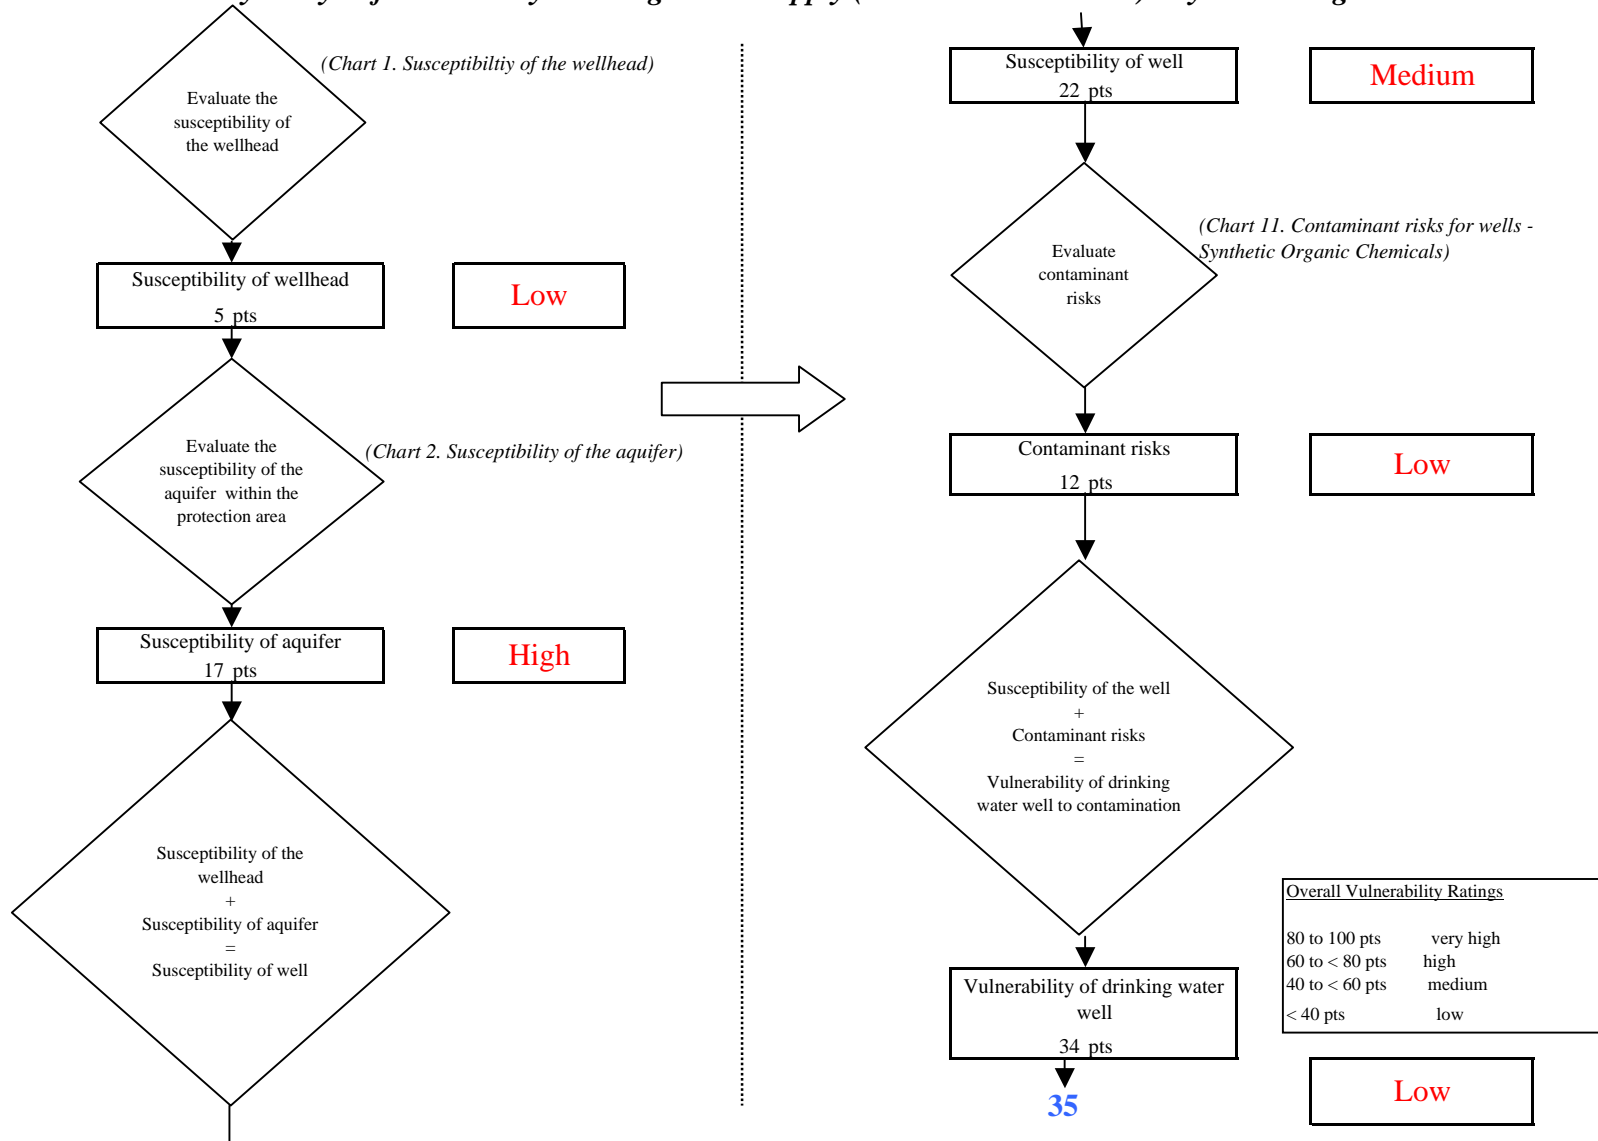 (Chart 1. Susceptibiltiy of the wellhead)
Evaluate the
susceptibility of
the wellhead
Susceptibility of wellhead
5 pts
Low
Evaluate the
susceptibility of the
aquifer within the
protection area
(Chart 2. Susceptibility of the aquifer)
Susceptibility of aquifer
17 pts
High
Susceptibility of the
wellhead
+
Susceptibility of aquifer
=
Susceptibility of well
Susceptibility of well
22 pts
Medium
Evaluate
contaminant
risks
(Chart 11. Contaminant risks for wells -
Synthetic Organic Chemicals)
Contaminant risks
12 pts
Low
Susceptibility of the well
+
Contaminant risks
=
Vulnerability of drinking
water well to contamination
Vulnerability of drinking water
well
34 pts
35
Overall Vulnerability Ratings
80 to 100 pts very high
60 to < 80 pts high
40 to < 60 pts medium
< 40 pts low
Low